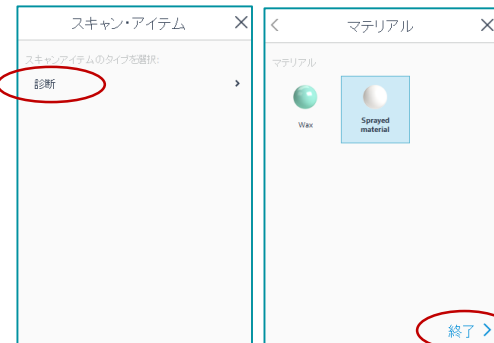 スキャン・アイテム
スキャンアイテムのタイプを選択:
診断
マテリアル
マテリアル
Wax
Sprayed
material
終了